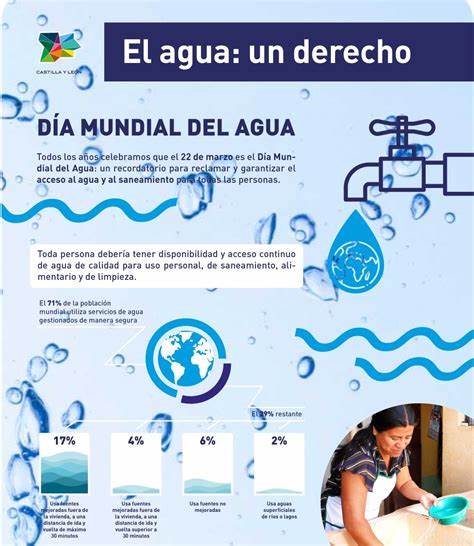 CASTILLA Y LEÓN
El agua: un derecho
DÍA MUNDIAL DEL AGUA
Todos los años celebramos que el 22 de marzo es el Día Mun-
dial del Agua: un recordatorio para reclamar y garantizar el
acceso al agua y al saneamiento para todas las personas.
Toda persona debería tener disponibilidad y acceso continuo
de agua de calidad para uso personal, de saneamiento, ali-
mentario y de limpieza.
El 71% de la población
mundial utiliza servicios de agua
gestionados de manera segura
El 29% restante
17%
Usa fuentes
mejoradas fuera de
la vivienda, a una
distancia de ida y
vuelta de máximo
30 minutos
4%
Usa fuentes
mejoradas fuera de
la vivienda, a una
distancia de ida y
vuelta superior a
30 minutos
6%
Usa fuentes no
mejoradas
2%
Usa aguas
superficiales
de ríos o lagos